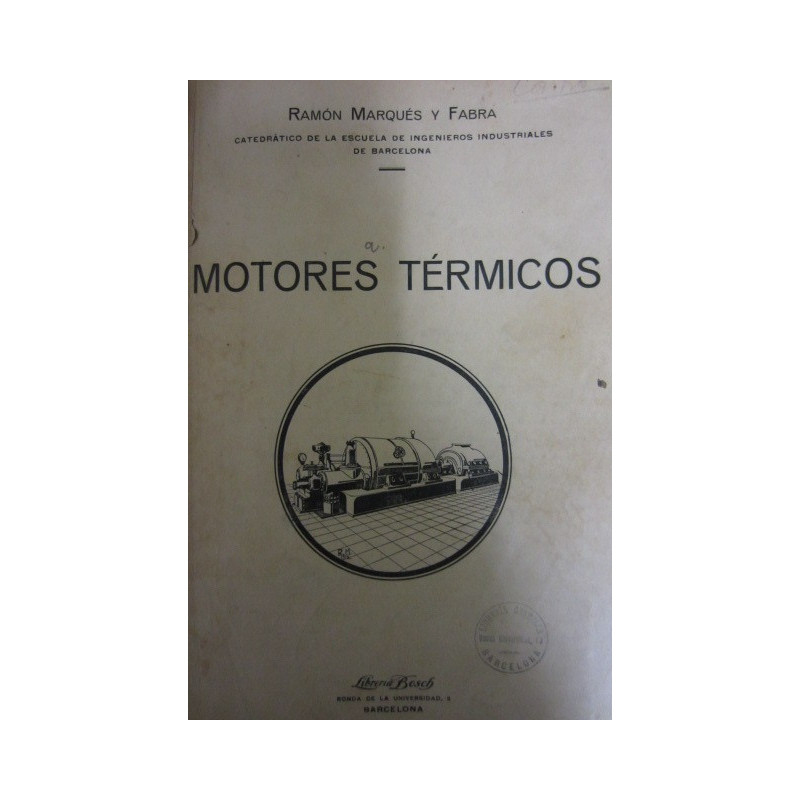 RAMÓN MARQUÉS Y FABRA
CATEDRÁTICO DE LA ESCUELA DE INGENIEROS INDUSTRIALES
DE BARCELONA
a.
MOTORES TÉRMICOS
Librería Bosch
RONDA DE LA UNIVERSIDAD, 5
BARCELONA
BARCELONA